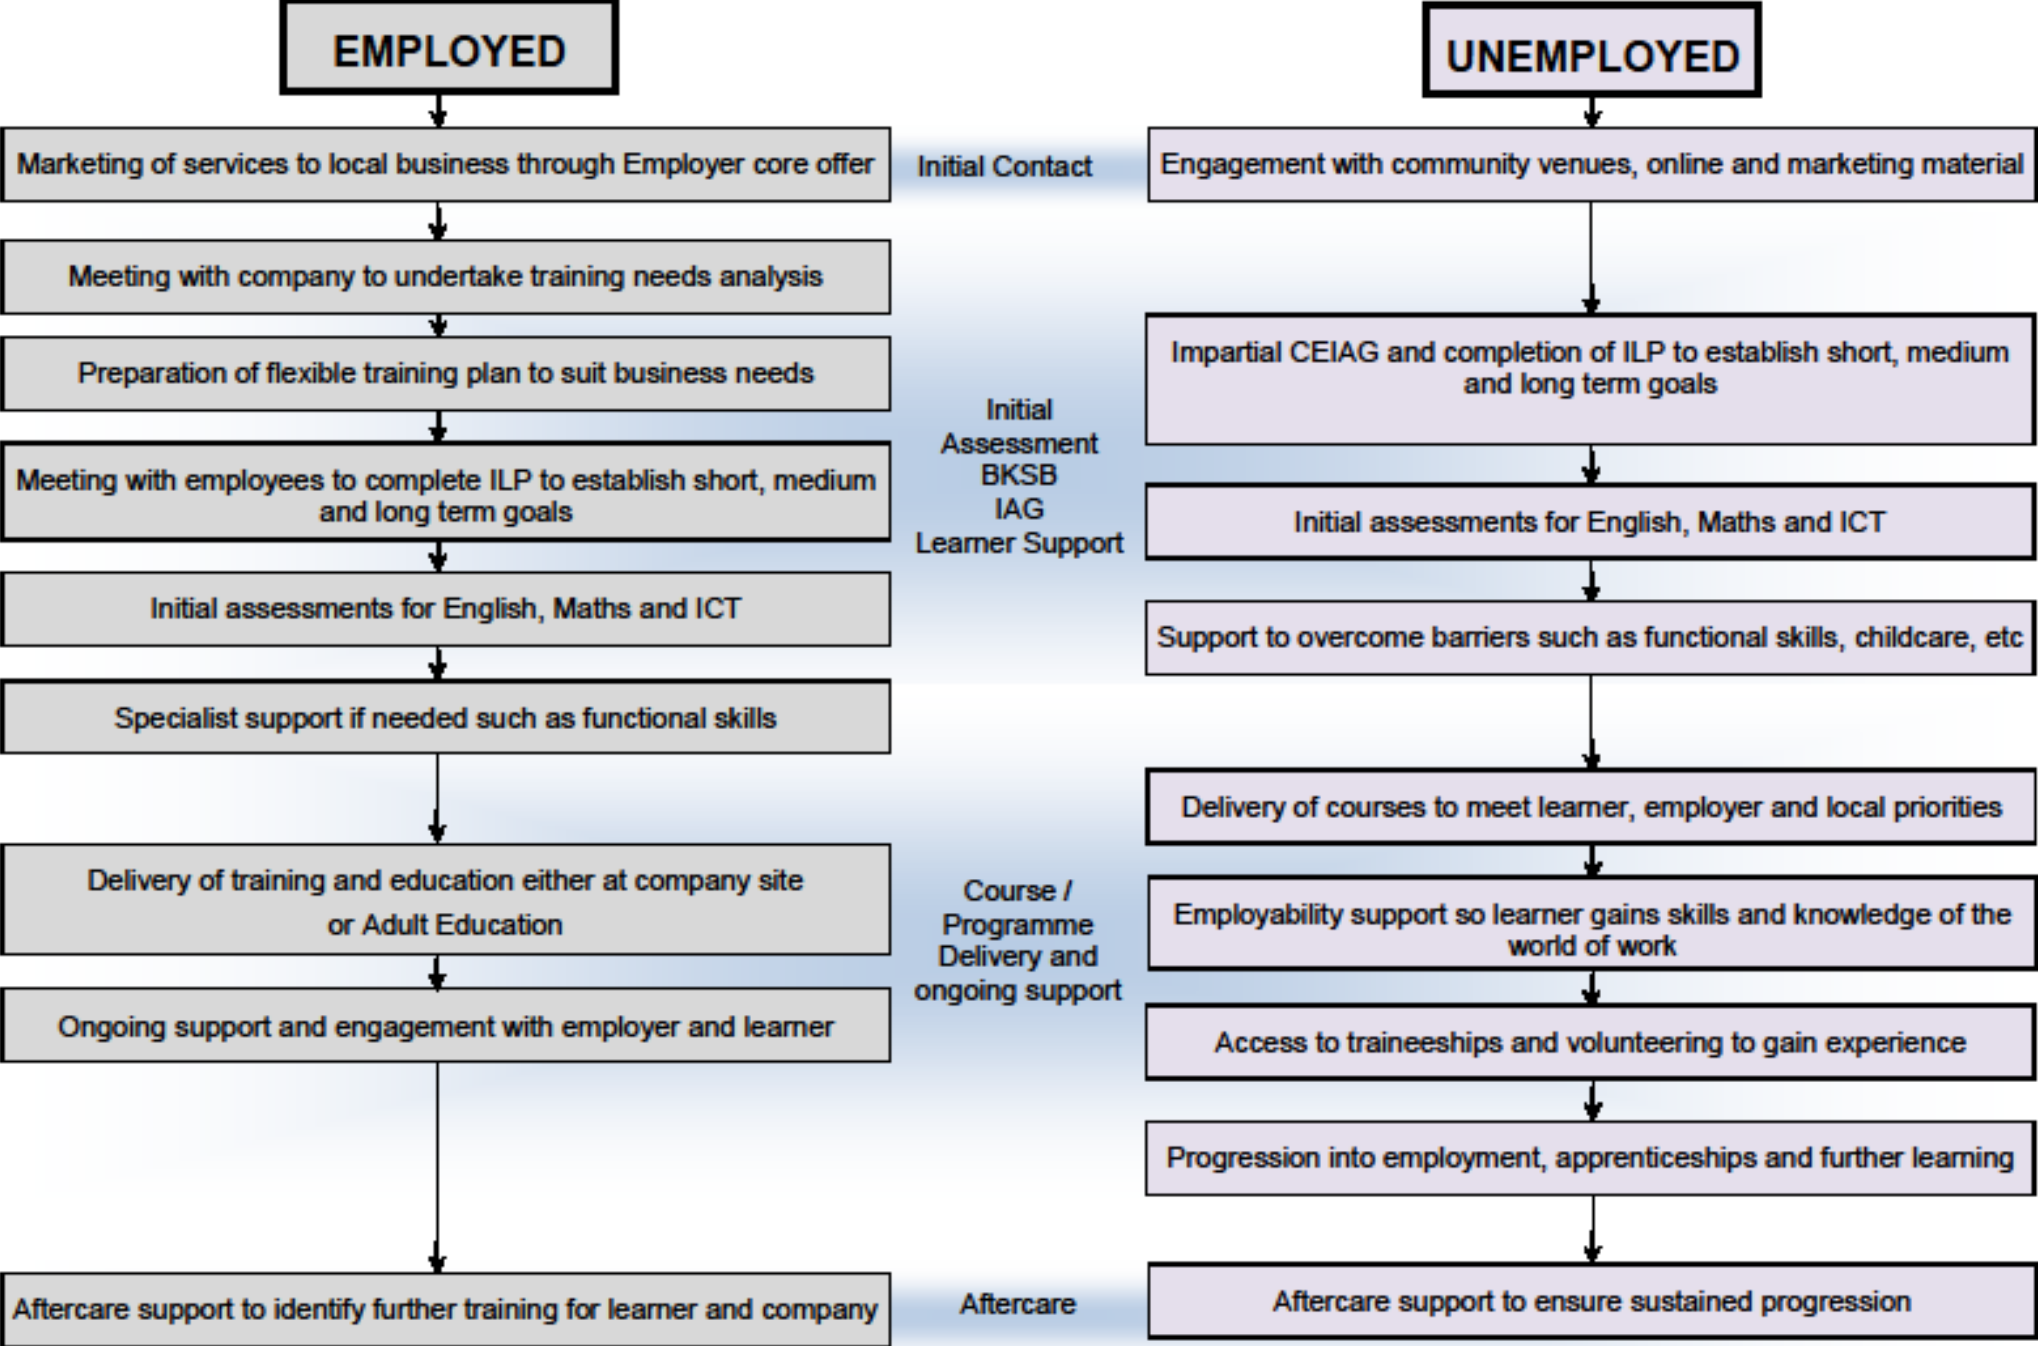 EMPLOYED
Marketing of services to local business through Employer core offer
Meeting with company to undertake training needs analysis
Preparation of flexible training plan to suit business needs
Meeting with employees to complete ILP to establish short, medium
and long term goals
Initial assessments for English, Maths and ICT
Specialist support if needed such as functional skills
Delivery of training and education either at company site
or Adult Education
Ongoing support and engagement with employer and learner
Aftercare support to identify further training for learner and company
Initial Contact
Initial
Assessment
BKSB
IAG
Learner Support
Course /
Programme
Delivery and
ongoing support
Aftercare
UNEMPLOYED
Engagement with community venues, online and marketing material
Impartial CEIAG and completion of ILP to establish short, medium
and long term goals
Initial assessments for English, Maths and ICT
Support to overcome barriers such as functional skills, childcare, etc
Delivery of courses to meet learner, employer and local priorities
Employability support so learner gains skills and knowledge of the
world of work
Access to traineeships and volunteering to gain experience
Progression into employment, apprenticeships and further learning
Aftercare support to ensure sustained progression